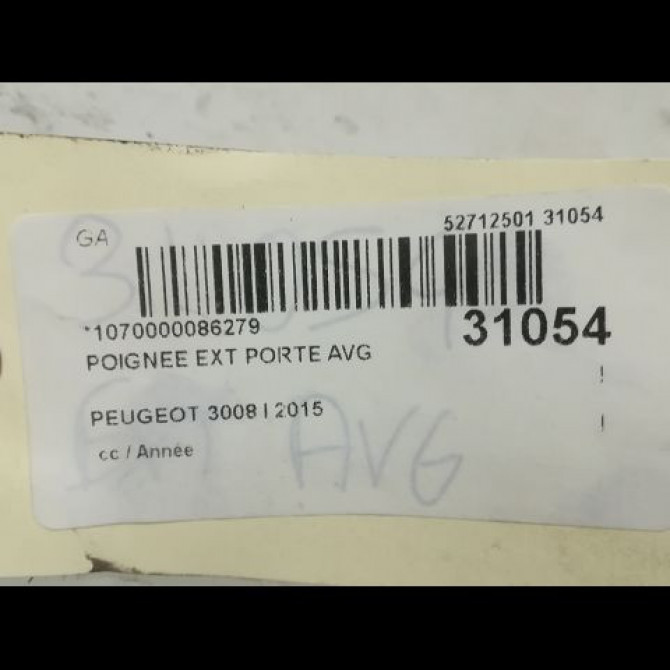 GA
52712501 31054
*1070000086279
31054
POIGNEE EXT PORTE AVG
!
PEUGEOT 3008 I 2015
cc / Année
AVG